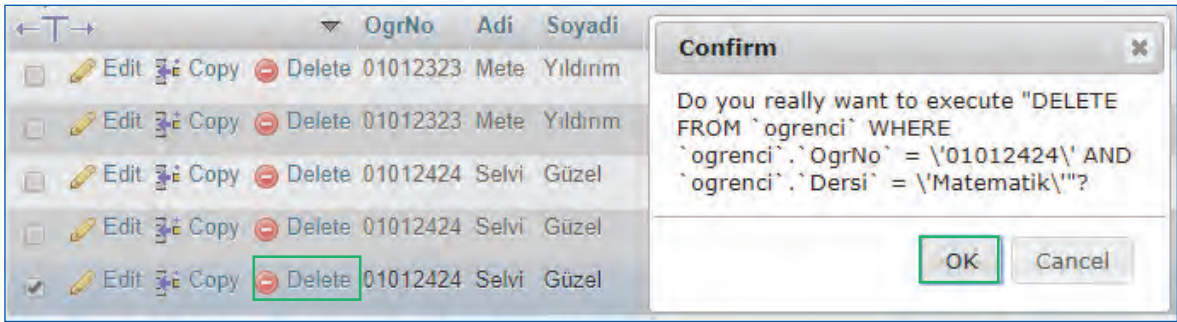 ←T→ OgrNo Adi Soyadi
Edit Copy Delete 01012323 Mete Yıldırım
Edit Copy Delete 01012323 Mete Yıldırım
Edit Copy Delete 01012424 Selvi Güzel
Edit Copy Delete 01012424 Selvi Güzel
Edit Copy Delete 01012424 Selvi Güzel
Confirm
Do you really want to execute "DELETE
FROM `ogrenci` WHERE
`ogrenci`.`OgrNo` = \'01012424\' AND
`ogrenci`.`Dersi` = \'Matematik\'"?
OK Cancel